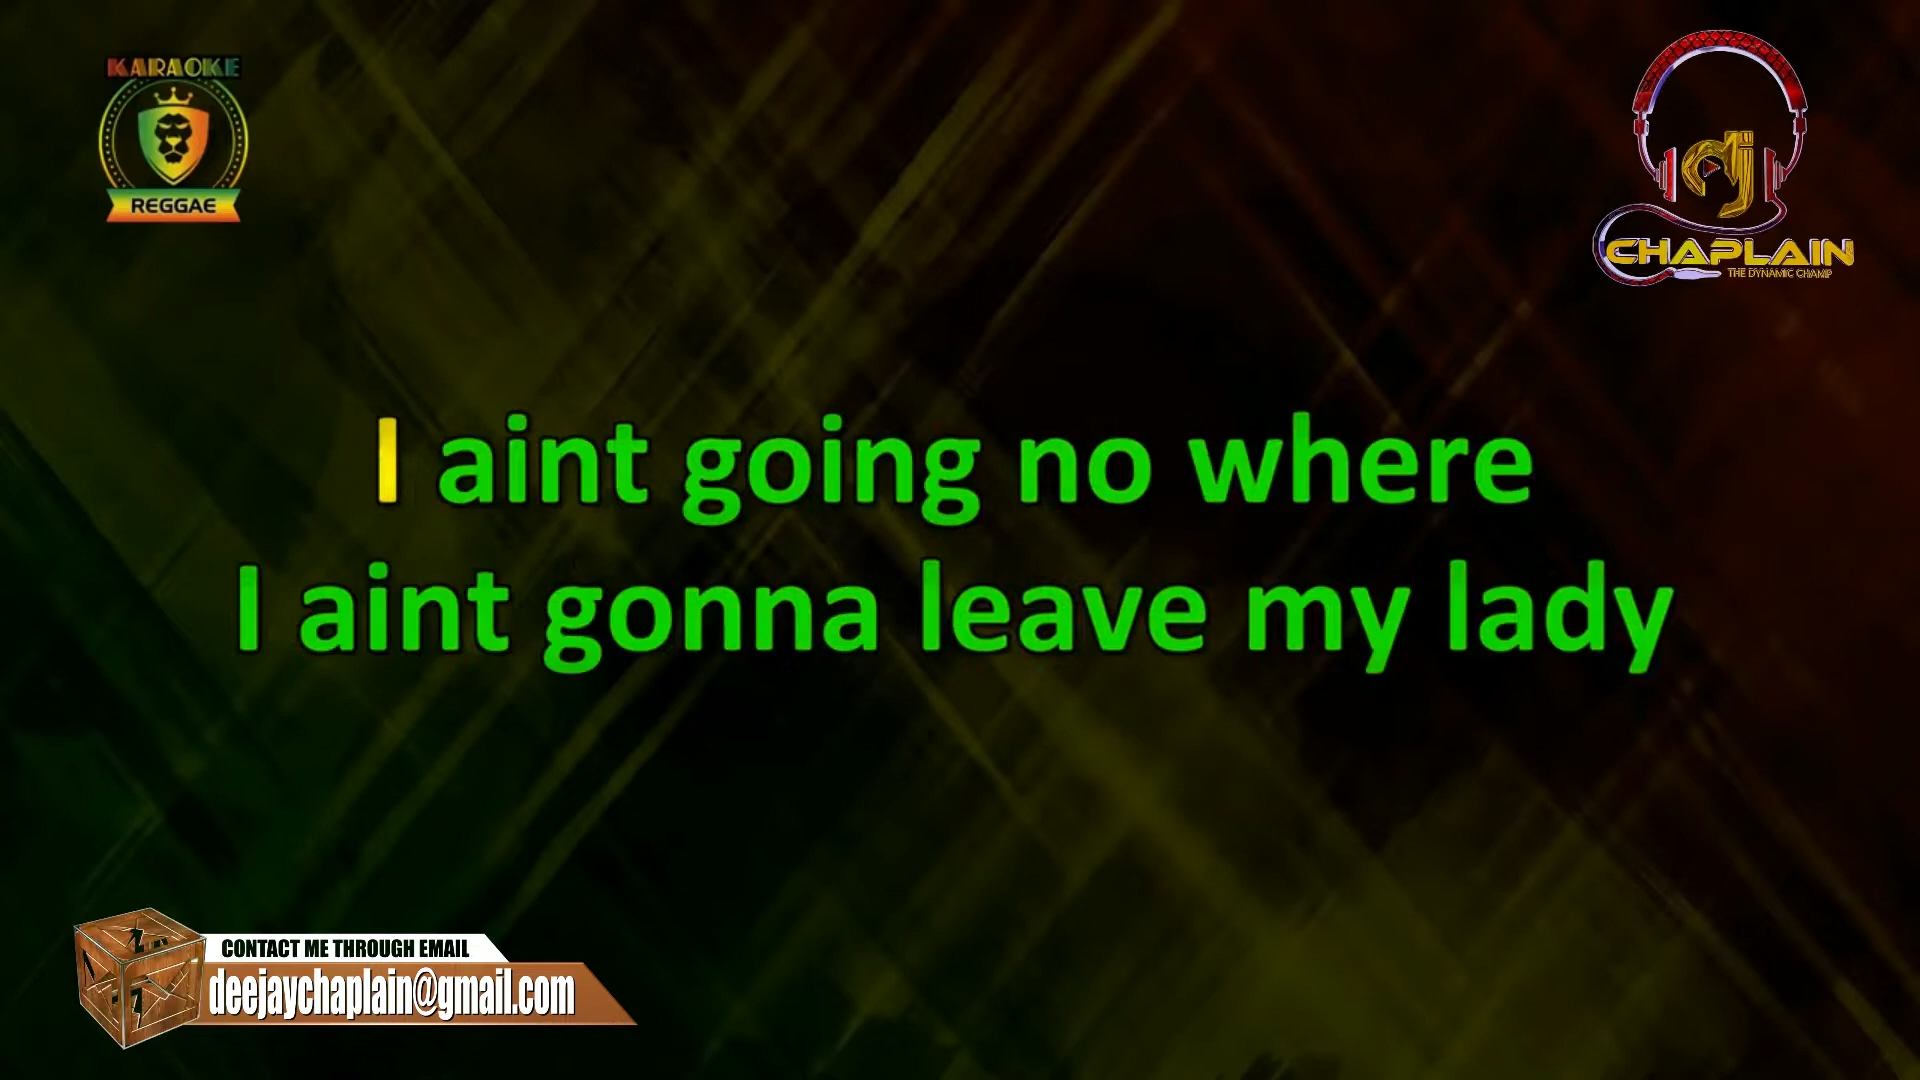 KARAOKE
REGGAE
dj
CHAPLAIN
THE DYNAMIC CHAMP
I aint going no where
I aint gonna leave my lady
CONTACT ME THROUGH EMAIL
deejaychaplain@gmail.com